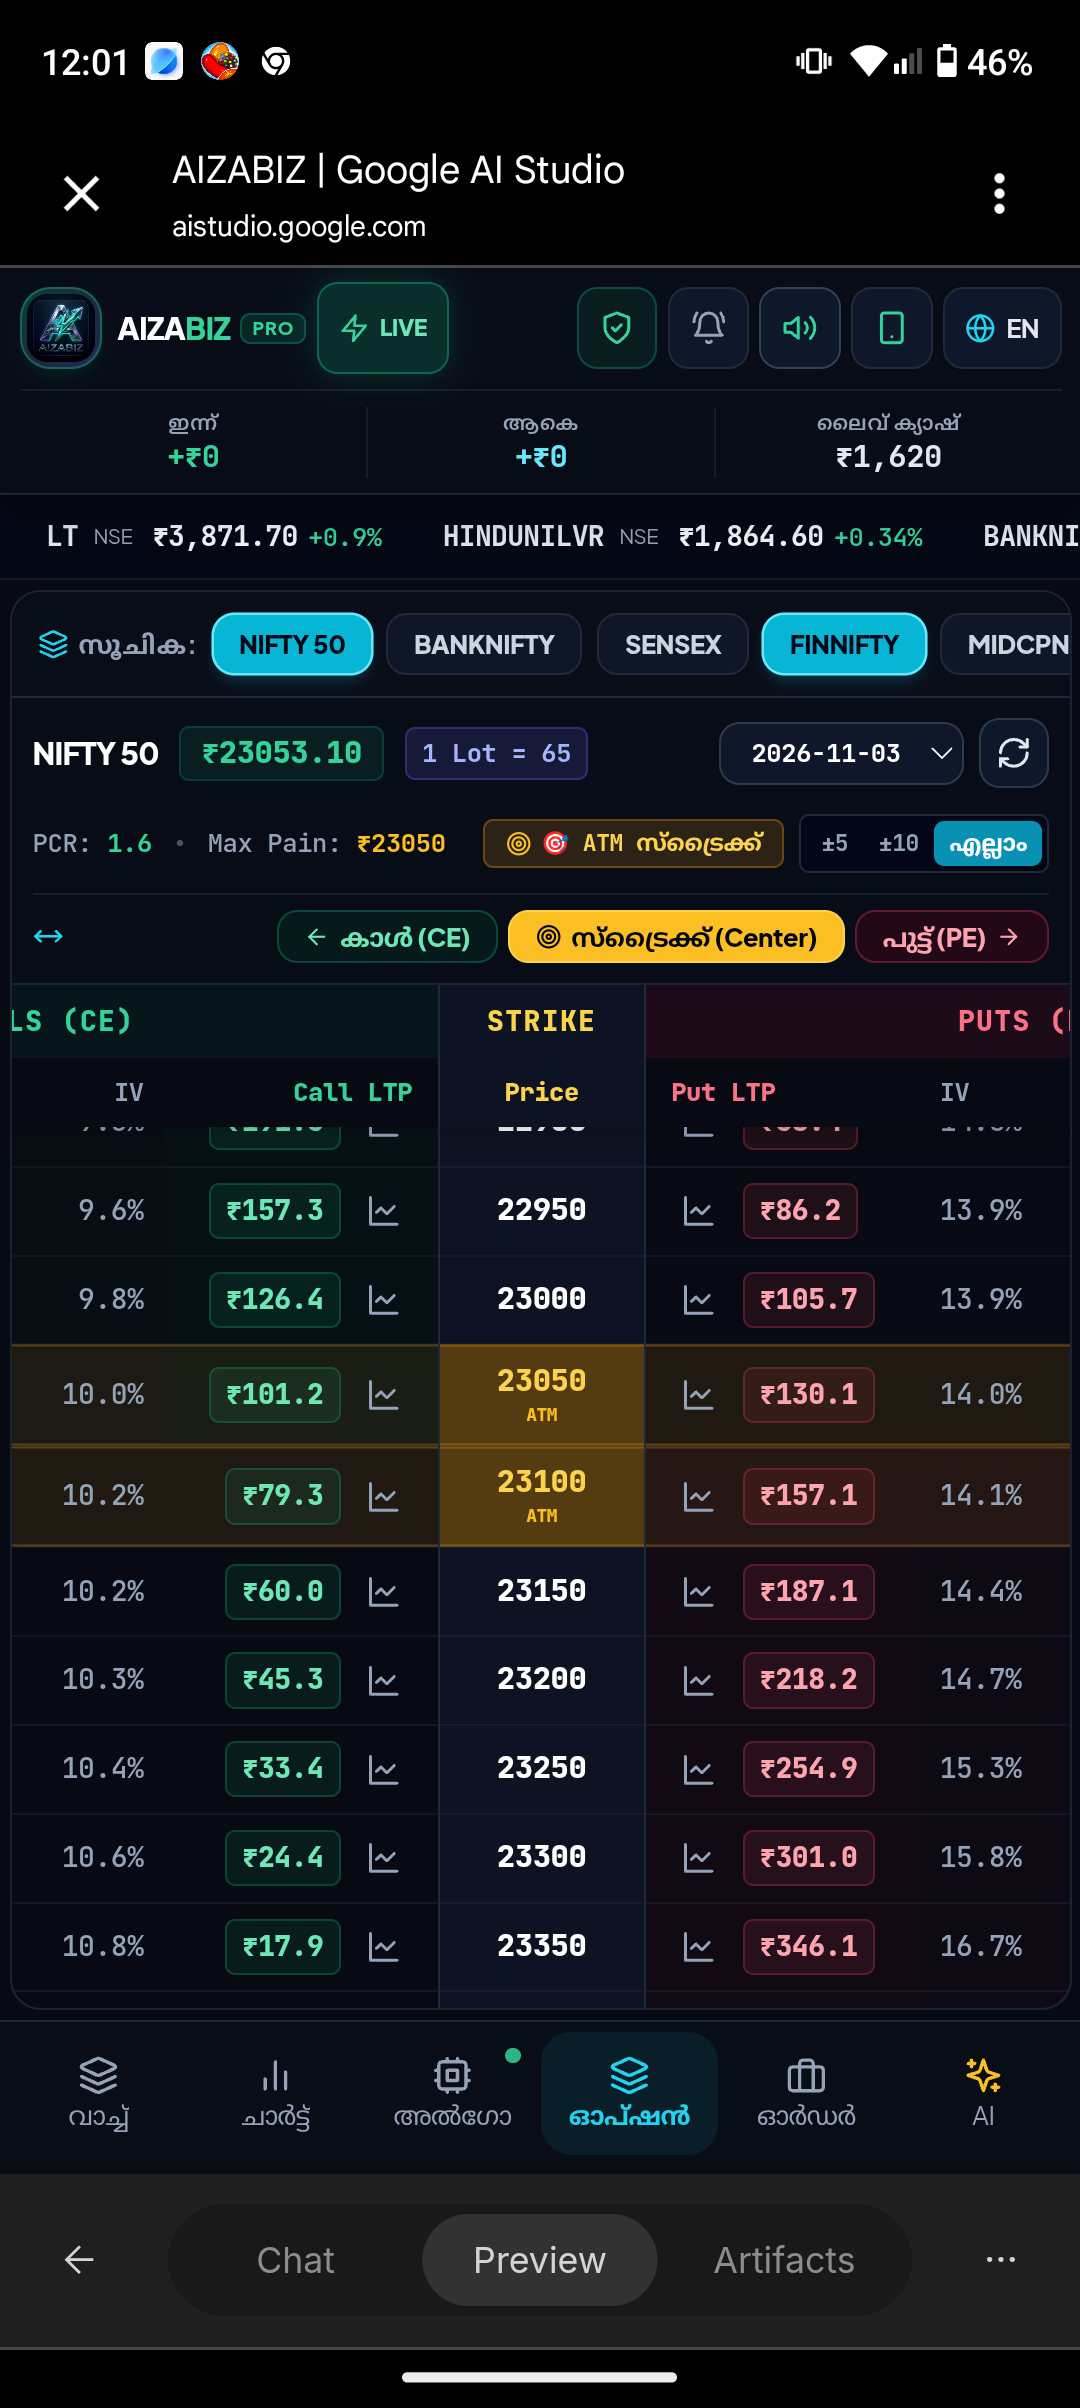 12:01 46%
AIZABIZ | Google AI Studio
aistudio.google.com
AIZABIZ PRO LIVE EN
AIZABIZ
ഇന്ന് ആകെ ലൈവ് ക്യാഷ്
+₹0 +₹0 ₹1,620
LT NSE ₹3,871.70 +0.9% HINDUNILVR NSE ₹1,864.60 +0.34% BANKNI
സൂചിക: NIFTY 50 BANKNIFTY SENSEX FINNIFTY MIDCPN
NIFTY 50 ₹23053.10 1 Lot = 65 2026-11-03
PCR: 1.6 • Max Pain: ₹23050 🎯 ATM സ്ട്രൈക്ക് ±5 ±10 എല്ലാം
← കാൾ (CE) സ്ട്രൈക്ക് (Center) പുട്ട് (PE) →
LS (CE) STRIKE PUTS (
IV Call LTP Price Put LTP IV
9.6% ₹157.3 22950 ₹86.2 13.9%
9.8% ₹126.4 23000 ₹105.7 13.9%
10.0% ₹101.2 23050 ₹130.1 14.0%
ATM
10.2% ₹79.3 23100 ₹157.1 14.1%
ATM
10.2% ₹60.0 23150 ₹187.1 14.4%
10.3% ₹45.3 23200 ₹218.2 14.7%
10.4% ₹33.4 23250 ₹254.9 15.3%
10.6% ₹24.4 23300 ₹301.0 15.8%
10.8% ₹17.9 23350 ₹346.1 16.7%
വാച്ച് ചാർട്ട് അൽഗോ ഓപ്ഷൻ ഓർഡർ AI
Chat Preview Artifacts